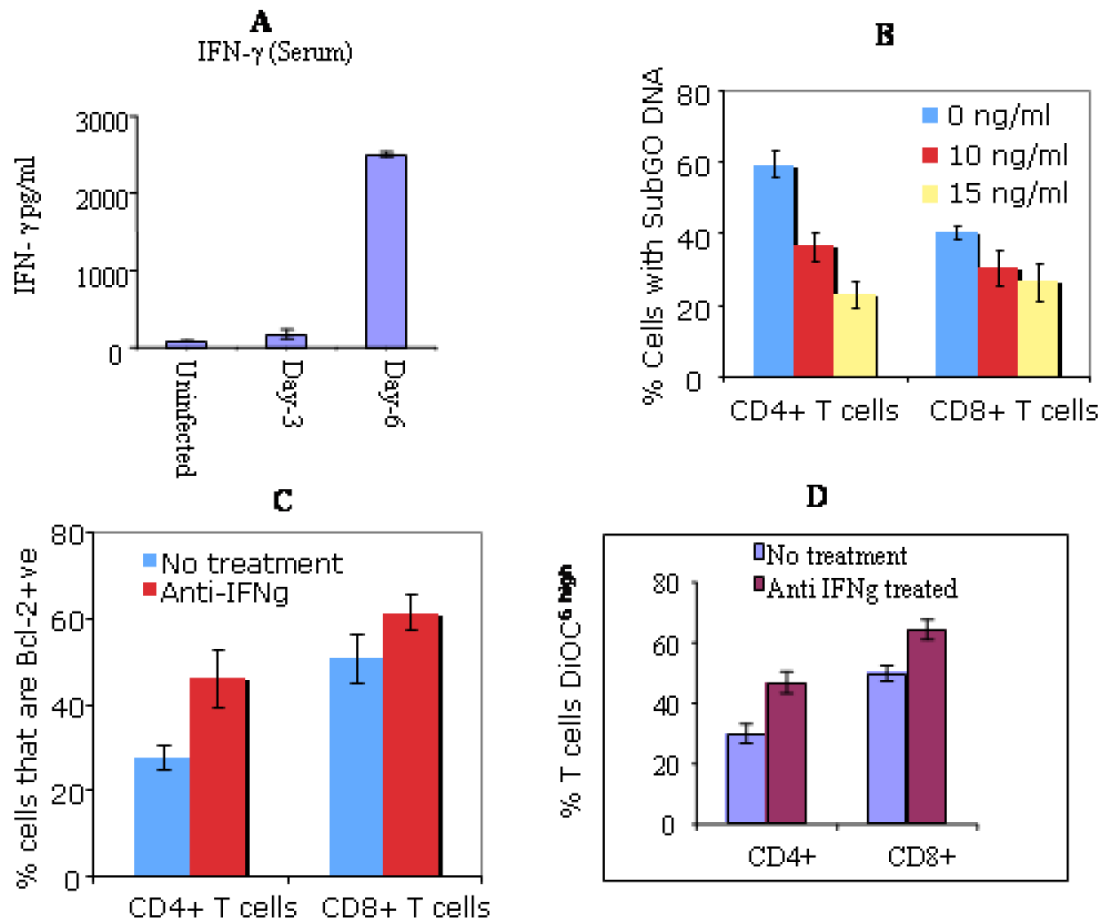 A
IFN-γ (Serum)
IFN- γ pg/ml
3000
2000
1000
0
Uninfected
Day-3
Day-6
B
% Cells with SubGO DNA
80
60
40
20
0
0 ng/ml
10 ng/ml
15 ng/ml
CD4+ T cells
CD8+ T cells
C
% cells that are Bcl-2+ve
80
60
40
20
0
No treatment
Anti-IFNg
CD4+ T cells
CD8+ T cells
D
% T cells DiOC6 high
80
60
40
20
0
No treatment
Anti IFNg treated
CD4+
CD8+